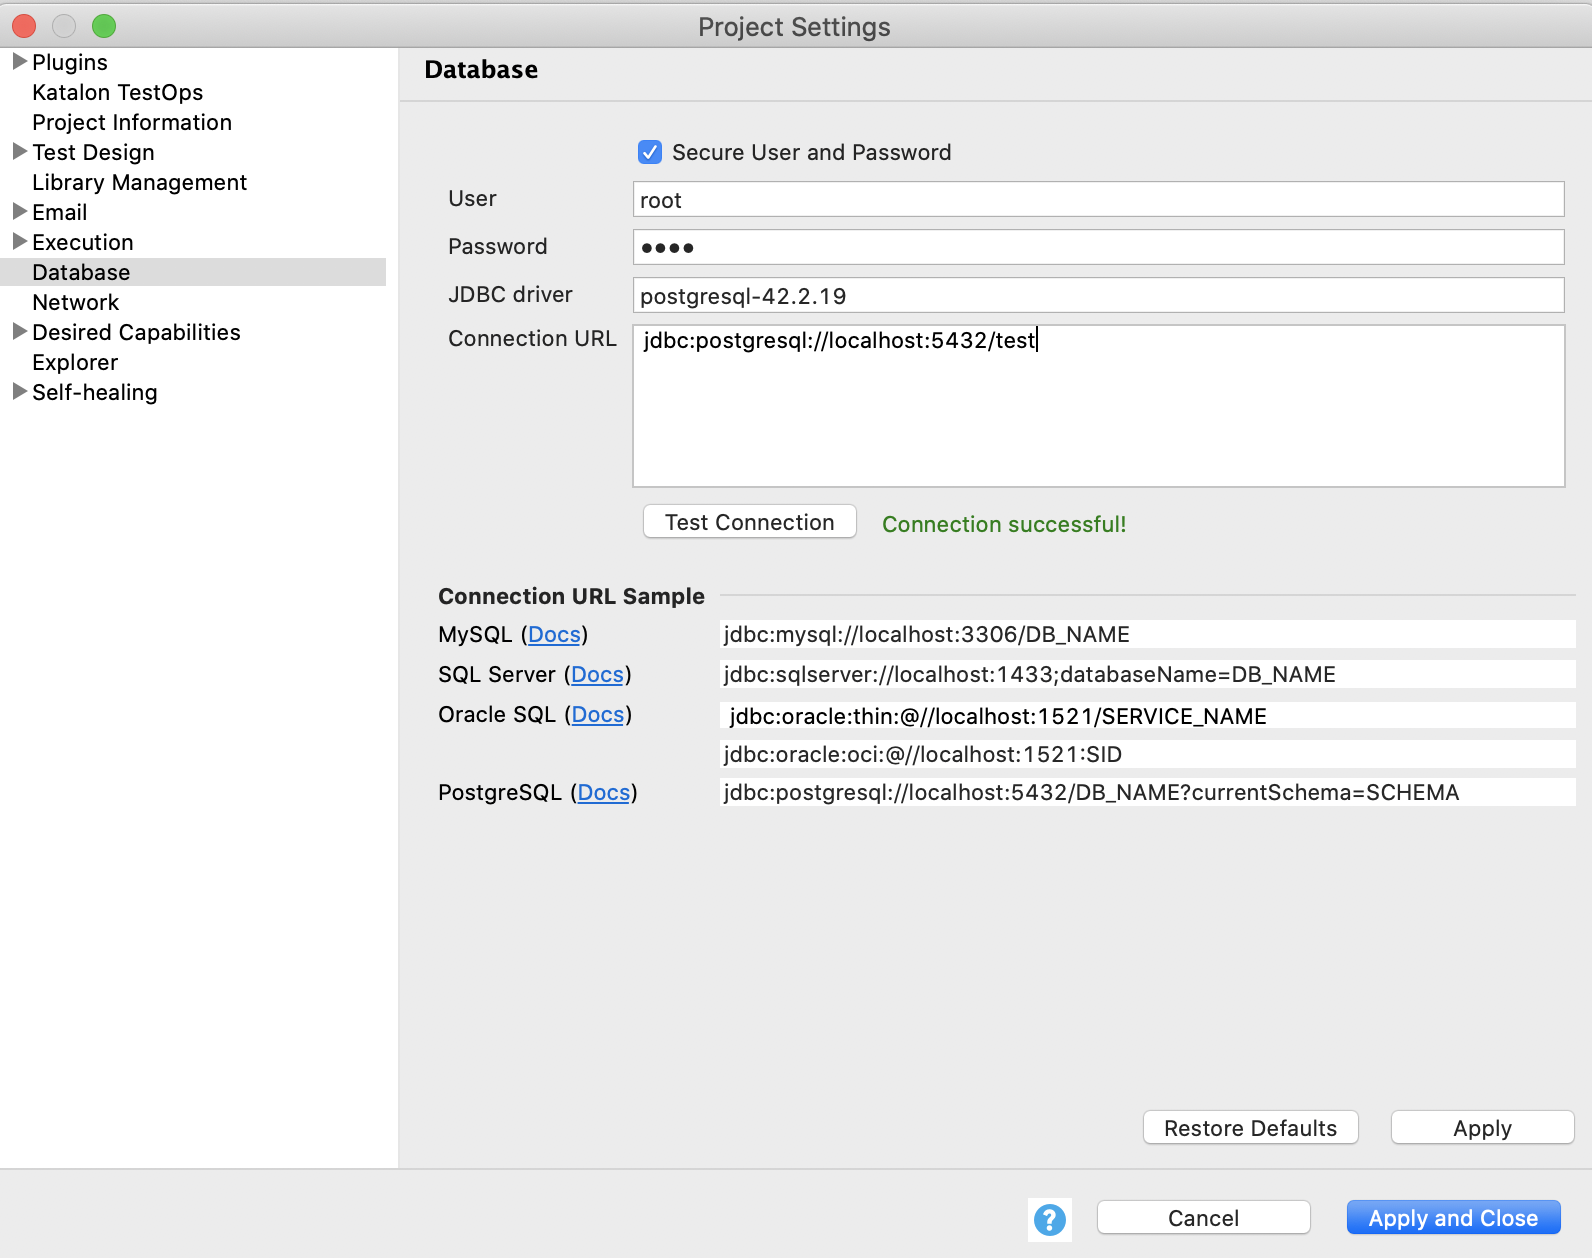 Project Settings
Plugins
Katalon TestOps
Project Information
Test Design
Library Management
Email
Execution
Database
Network
Desired Capabilities
Explorer
Self-healing
Database
Secure User and Password
User
root
Password
••••
JDBC driver
postgresql-42.2.19
Connection URL
jdbc:postgresql://localhost:5432/test
Test Connection
Connection successful!
Connection URL Sample
MySQL (Docs)
jdbc:mysql://localhost:3306/DB_NAME
SQL Server (Docs)
jdbc:sqlserver://localhost:1433;databaseName=DB_NAME
Oracle SQL (Docs)
jdbc:oracle:thin:@//localhost:1521/SERVICE_NAME
jdbc:oracle:oci:@//localhost:1521:SID
PostgreSQL (Docs)
jdbc:postgresql://localhost:5432/DB_NAME?currentSchema=SCHEMA
Restore Defaults
Apply
?
Cancel
Apply and Close